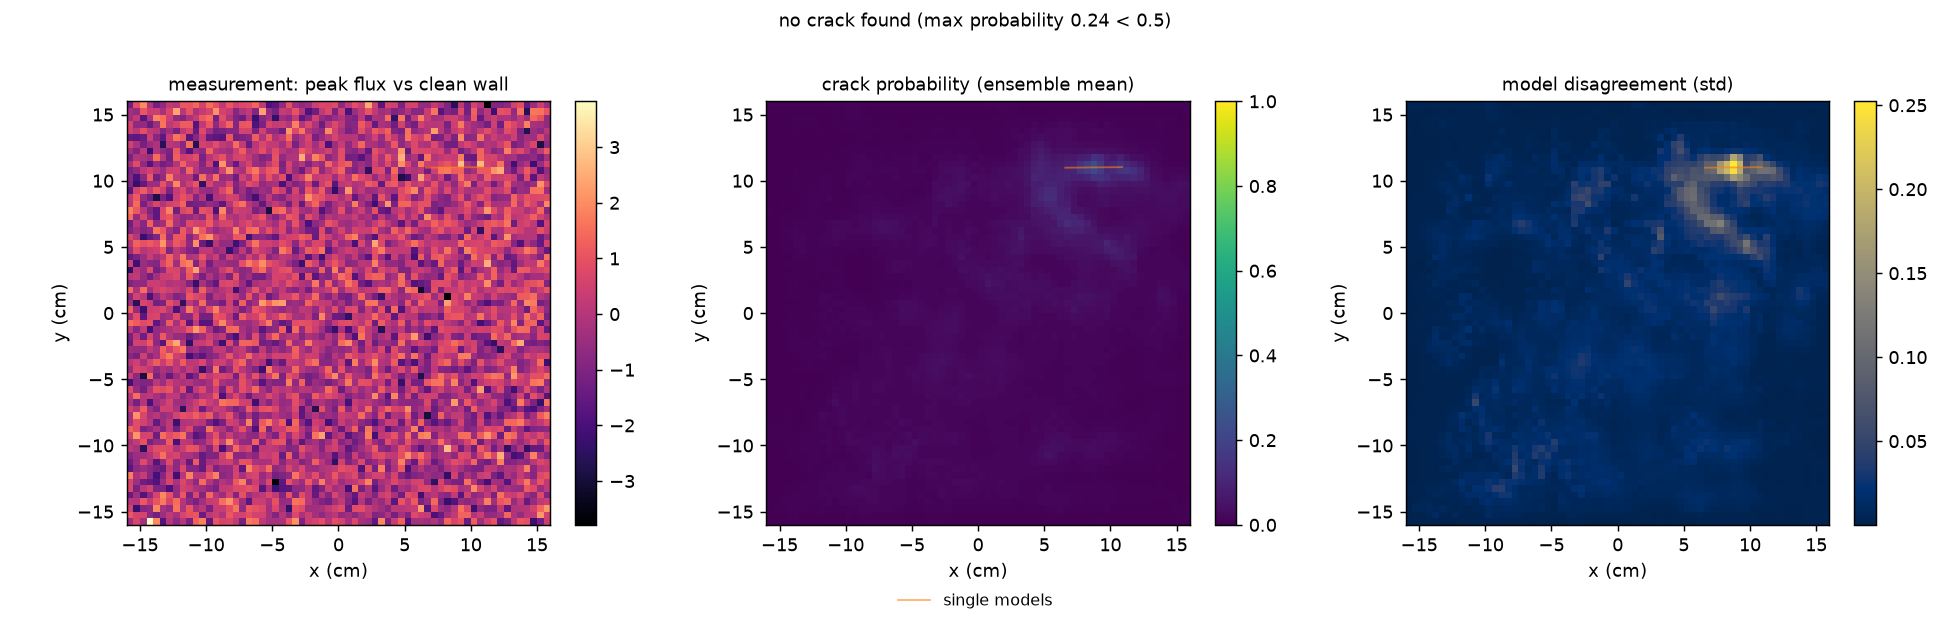 no crack found (max probability 0.24 < 0.5)
measurement: peak flux vs clean wall
15
10
5
0
−5
−10
−15
y (cm)
−15 −10 −5 0 5 10 15
x (cm)
3
2
1
0
−1
−2
−3
crack probability (ensemble mean)
15
10
5
0
−5
−10
−15
y (cm)
−15 −10 −5 0 5 10 15
x (cm)
1.0
0.8
0.6
0.4
0.2
0.0
single models
model disagreement (std)
15
10
5
0
−5
−10
−15
y (cm)
−15 −10 −5 0 5 10 15
x (cm)
0.25
0.20
0.15
0.10
0.05